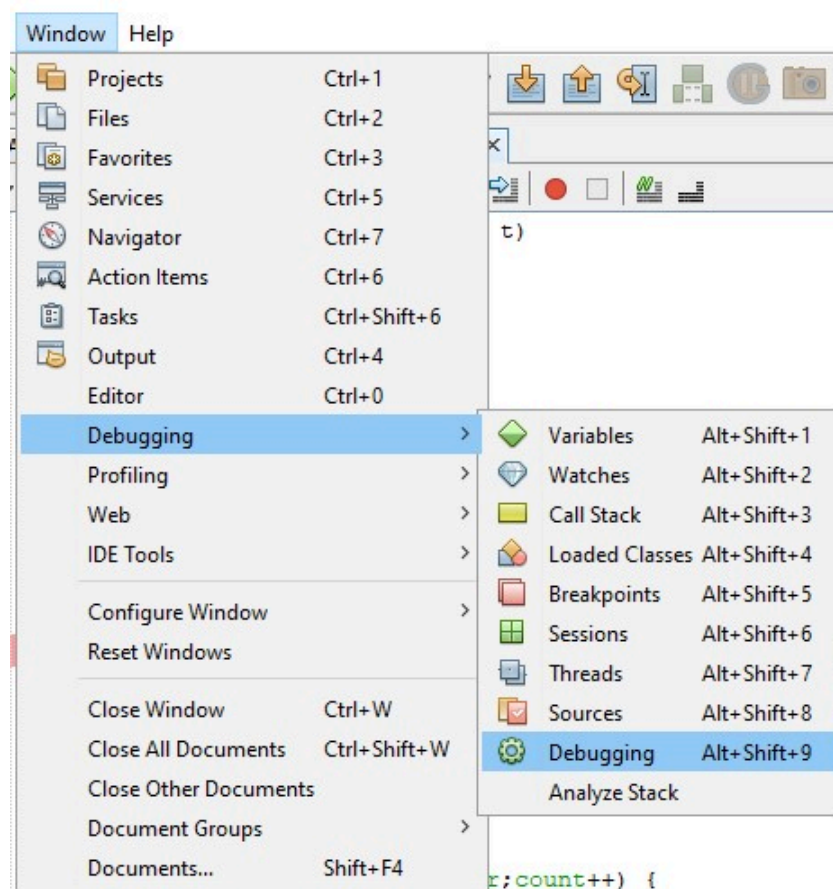 Window Help
Projects Ctrl+1
Files Ctrl+2
Favorites Ctrl+3
Services Ctrl+5
Navigator Ctrl+7
t)
Action Items Ctrl+6
Tasks Ctrl+Shift+6
Output Ctrl+4
Editor Ctrl+0
Debugging
Profiling
Web
IDE Tools
Configure Window
Reset Windows
Close Window Ctrl+W
Close All Documents Ctrl+Shift+W
Close Other Documents
Document Groups
Documents... Shift+F4
Variables Alt+Shift+1
Watches Alt+Shift+2
Call Stack Alt+Shift+3
Loaded Classes Alt+Shift+4
Breakpoints Alt+Shift+5
Sessions Alt+Shift+6
Threads Alt+Shift+7
Sources Alt+Shift+8
Debugging Alt+Shift+9
Analyze Stack
r;count++) {